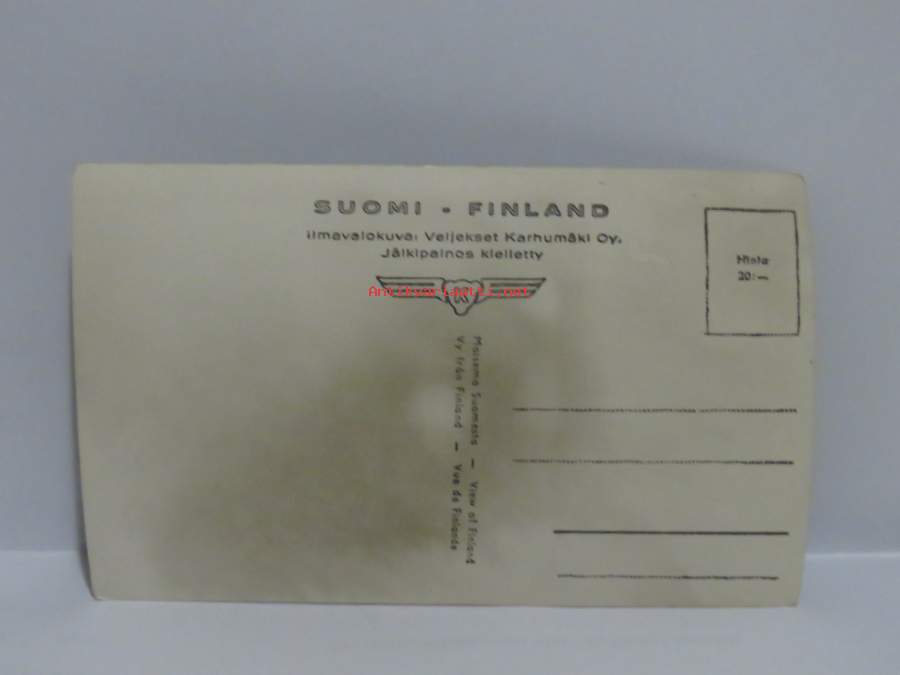 SUOMI - FINLAND
Ilmavalokuva: Veljekset Karhumäki Oy.
Jälkipainos kielletty
K
Antikvariaatti.net
Hinta
20:—
Maisema Suomesta — View of Finland
Vy från Finland — Vue de Finlande